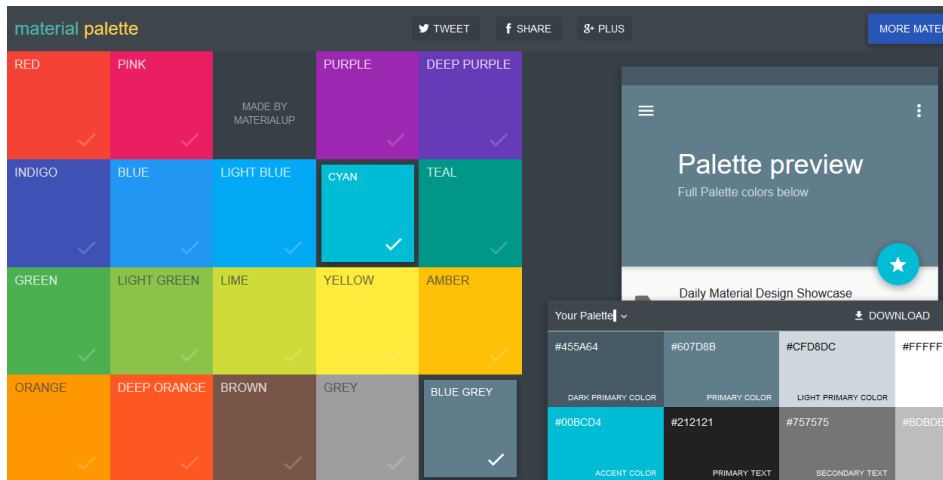 material palette
TWEET
SHARE
g+ PLUS
MORE MATE
RED
PINK
MADE BY
MATERIALUP
PURPLE
DEEP PURPLE
INDIGO
BLUE
LIGHT BLUE
CYAN
TEAL
GREEN
LIGHT GREEN
LIME
YELLOW
AMBER
ORANGE
DEEP ORANGE
BROWN
GREY
BLUE GREY
Palette preview
Full Palette colors below
Daily Material Design Showcase
Your Palette
DOWNLOAD
#455A64
DARK PRIMARY COLOR
#607D8B
PRIMARY COLOR
#CFD8DC
LIGHT PRIMARY COLOR
#FFFFF
#00BCD4
ACCENT COLOR
#212121
PRIMARY TEXT
#757575
SECONDARY TEXT
#BDBDB